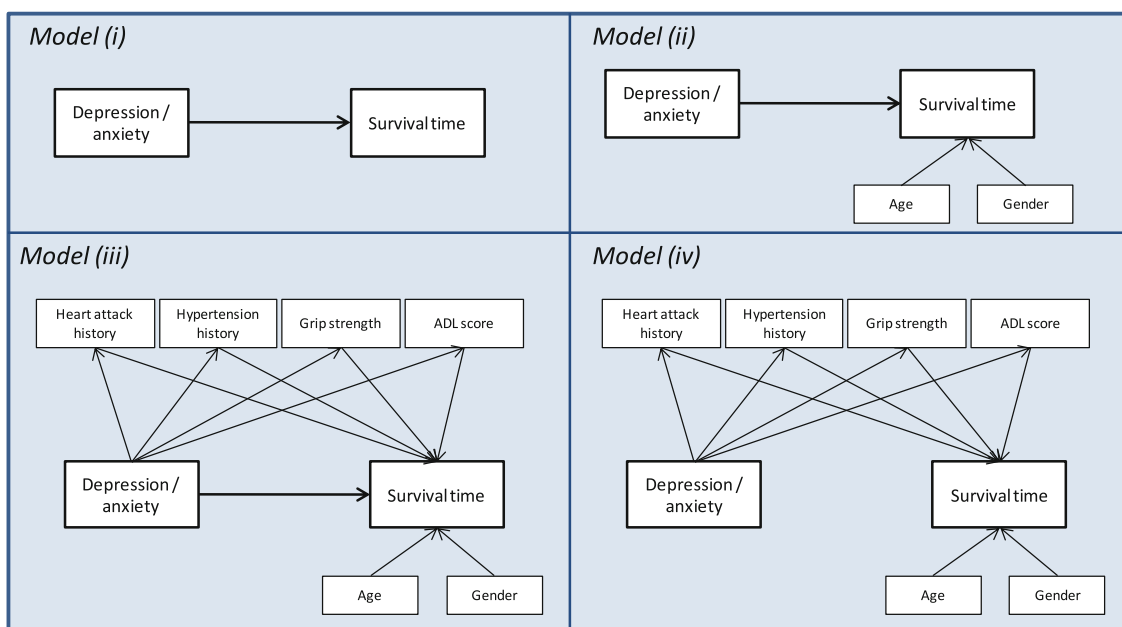 Model (i)
Depression /
anxiety
Survival time
Model (ii)
Depression /
anxiety
Survival time
Age
Gender
Model (iii)
Heart attack
history
Hypertension
history
Grip strength
ADL score
Depression /
anxiety
Survival time
Age
Gender
Model (iv)
Heart attack
history
Hypertension
history
Grip strength
ADL score
Depression /
anxiety
Survival time
Age
Gender